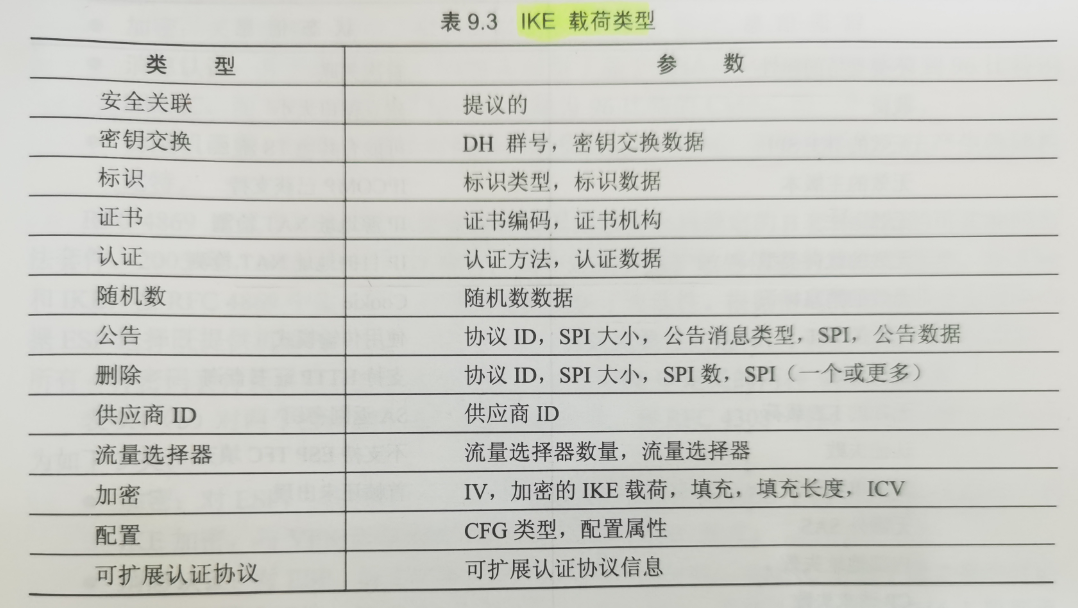 表 9.3 IKE 载荷类型
类 型 参 数
安全关联 提议的
密钥交换 DH 群号，密钥交换数据
标识 标识类型，标识数据
证书 证书编码，证书机构
认证 认证方法，认证数据
随机数 随机数数据
公告 协议 ID，SPI 大小，公告消息类型，SPI，公告数据
删除 协议 ID，SPI 大小，SPI 数，SPI（一个或更多）
供应商 ID 供应商 ID
流量选择器 流量选择器数量，流量选择器
加密 IV，加密的 IKE 载荷，填充，填充长度，ICV
配置 CFG 类型，配置属性
可扩展认证协议 可扩展认证协议信息